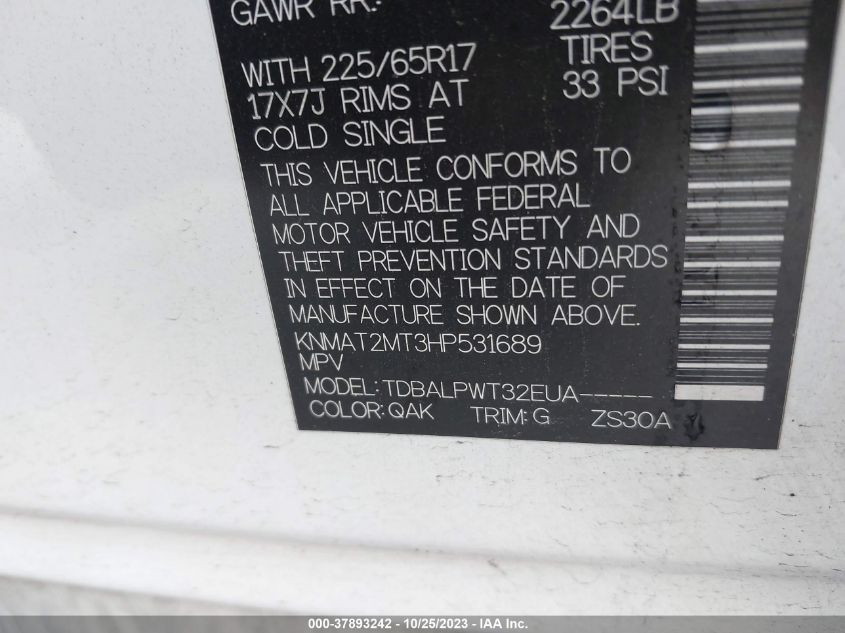 GAWR RR: 2264LB
WITH 225/65R17 TIRES
17X7J RIMS AT 33 PSI
COLD SINGLE
THIS VEHICLE CONFORMS TO
ALL APPLICABLE FEDERAL
MOTOR VEHICLE SAFETY AND
THEFT PREVENTION STANDARDS
IN EFFECT ON THE DATE OF
MANUFACTURE SHOWN ABOVE.
KNMAT2MT3HP531689
MPV
MODEL: TDBALPWT32EUA-----
COLOR: QAK TRIM: G ZS30A
000-37893242 / 10/25/2023 - IAA Inc.